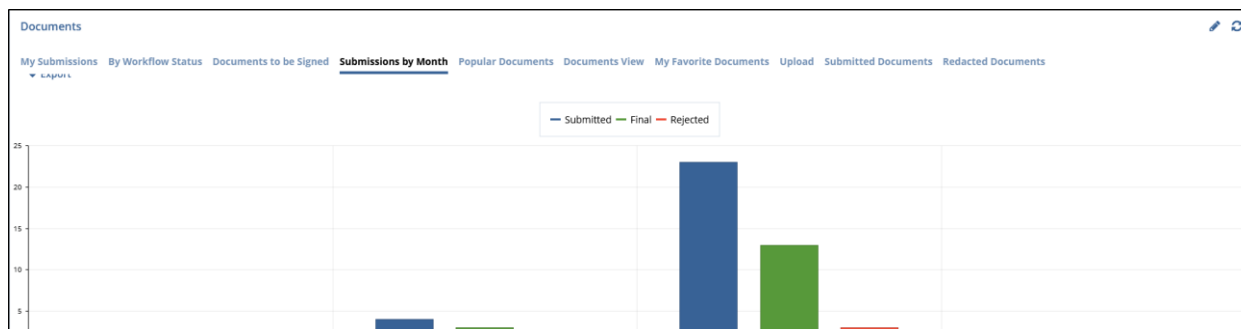 Documents
My Submissions By Workflow Status Documents to be Signed Submissions by Month Popular Documents Documents View My Favorite Documents Upload Submitted Documents Redacted Documents
Export
Submitted Final Rejected
25
20
15
10
5